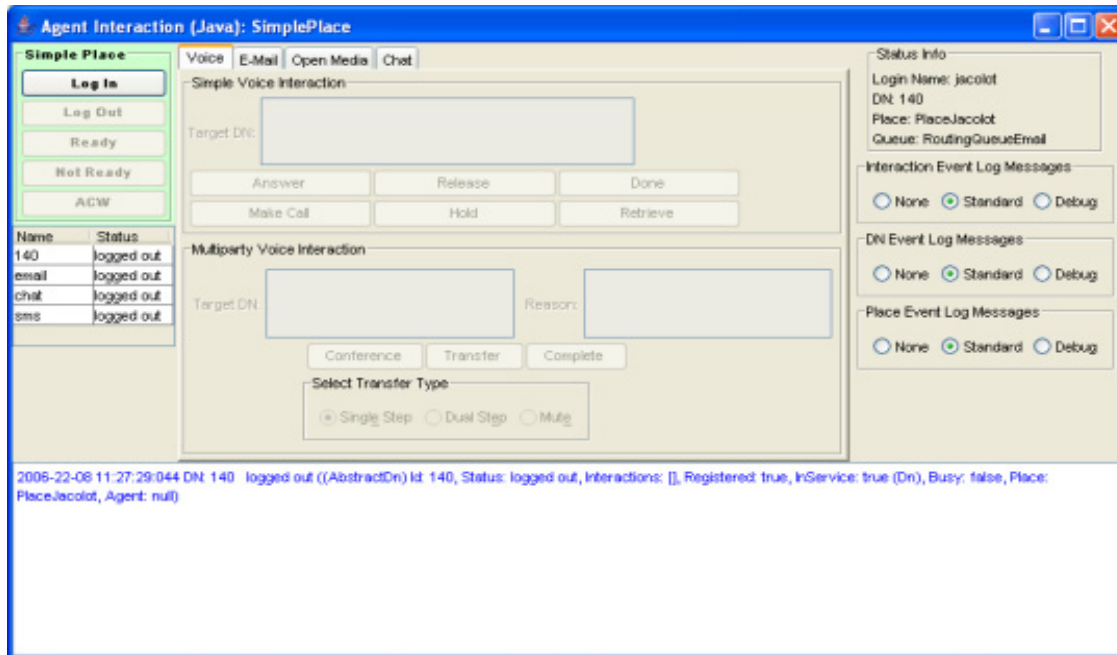 Agent Interaction (Java): SimplePlace
Simple Place
Log In
Log Out
Ready
Not Ready
ACW
Name Status
140 logged out
email logged out
chat logged out
sms logged out
Voice E-Mail Open Media Chat
Simple Voice Interaction
Target DN:
Answer Release Done
Make Call Hold Retrieve
Multiparty Voice Interaction
Target DN: Reason:
Conference Transfer Complete
Select Transfer Type
Single Step Dual Step Mute
Status Info
Login Name: jacolot
DN: 140
Place: PlaceJacolot
Queue: RoutingQueueEmail
Interaction Event Log Messages
None Standard Debug
DN Event Log Messages
None Standard Debug
Place Event Log Messages
None Standard Debug
2006-22-08 11:27:29:044 DN: 140 logged out ((AbstractDn) Id: 140, Status: logged out, Interactions: [], Registered: true, InService: true (Dn), Busy: false, Place:
PlaceJacolot, Agent: null)